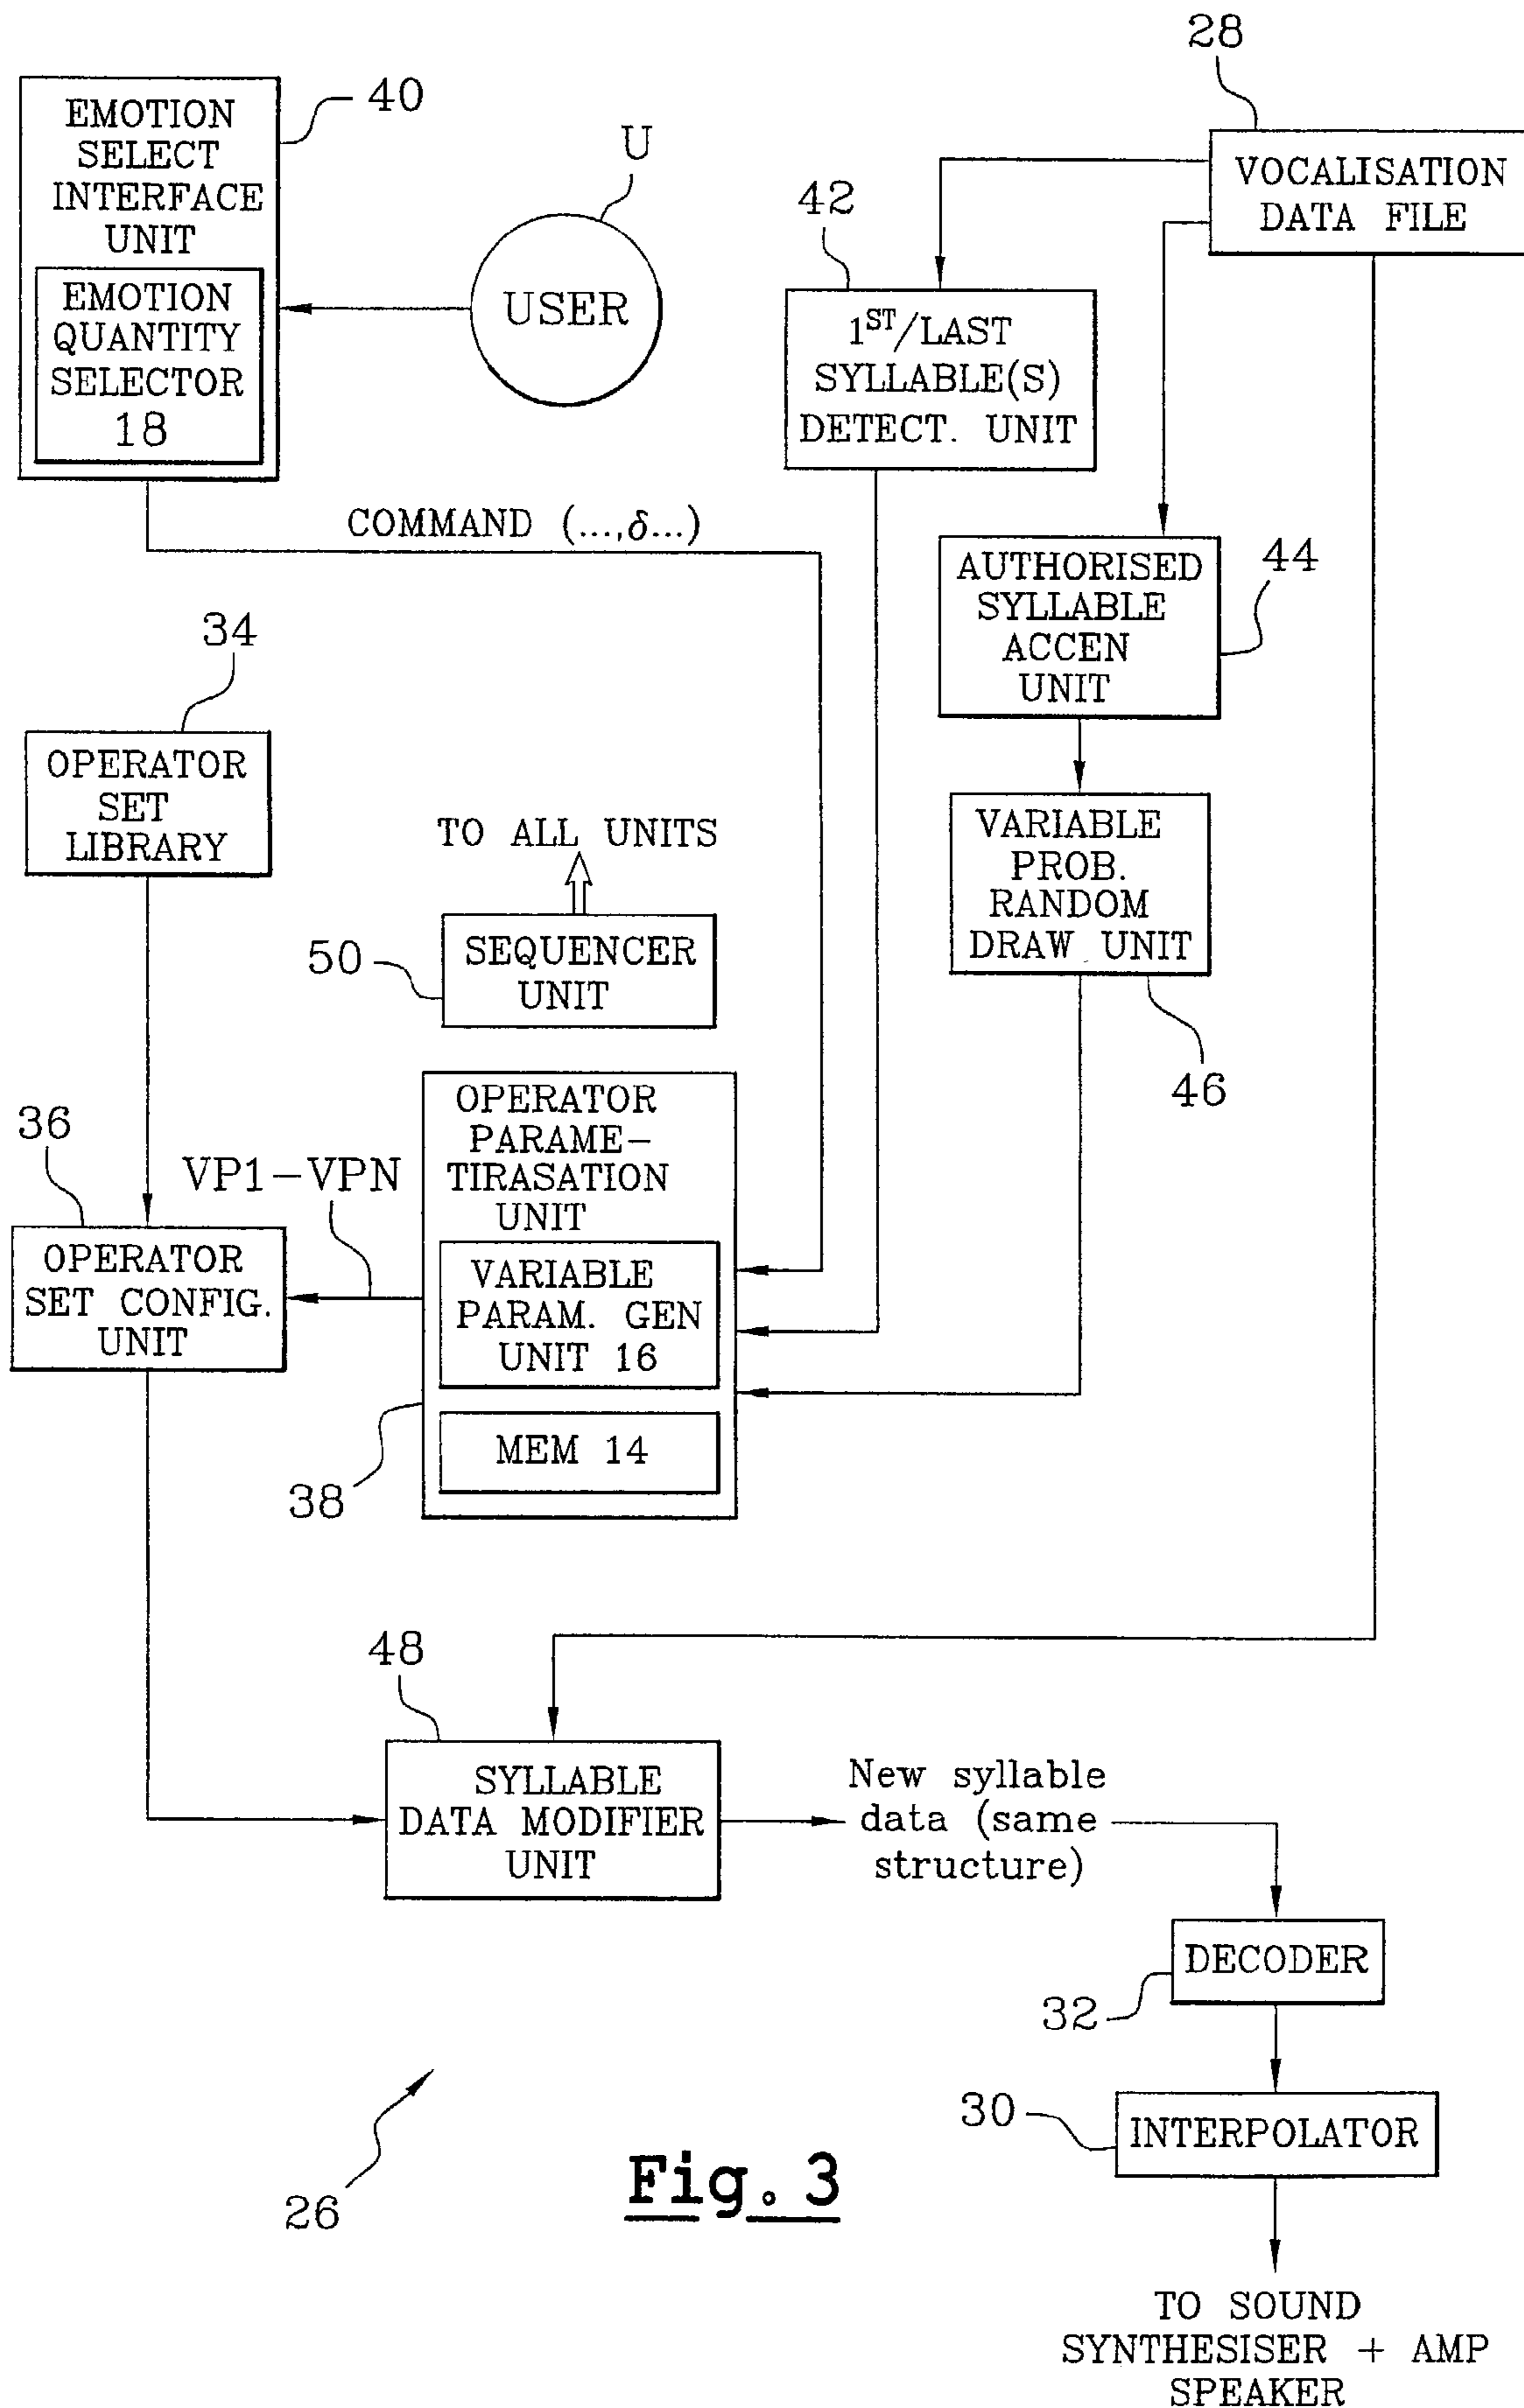 28
EMOTION
SELECT
INTERFACE
UNIT
40
EMOTION
QUANTITY
SELECTOR
18
U
USER
VOCALISATION
DATA FILE
42
1ST/LAST
SYLLABLE(S)
DETECT. UNIT
COMMAND (...,δ...)
AUTHORISED
SYLLABLE
ACCEN
UNIT
44
34
OPERATOR
SET
LIBRARY
VARIABLE
PROB.
RANDOM
DRAW UNIT
46
TO ALL UNITS
50
SEQUENCER
UNIT
36
OPERATOR
SET CONFIG.
UNIT
VP1-VPN
OPERATOR
PARAME-
TIRASATION
UNIT
VARIABLE
PARAM. GEN
UNIT 16
MEM 14
38
48
SYLLABLE
DATA MODIFIER
UNIT
New syllable
data (same
structure)
DECODER
32
30
INTERPOLATOR
26
Fig. 3
TO SOUND
SYNTHESISER + AMP
SPEAKER